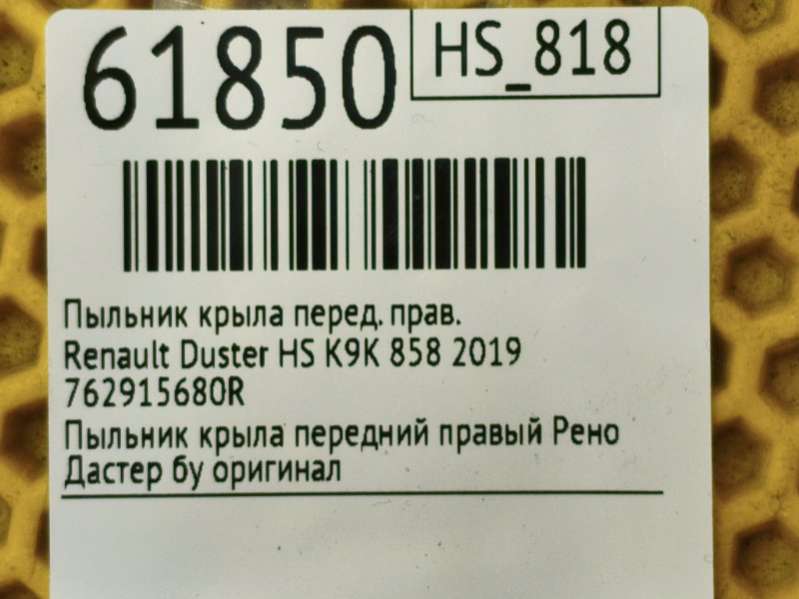 61850
HS_818
Пыльник крыла перед. прав.
Renault Duster HS K9K 858 2019
762915680R
Пыльник крыла передний правый Рено
Дастер бу оригинал